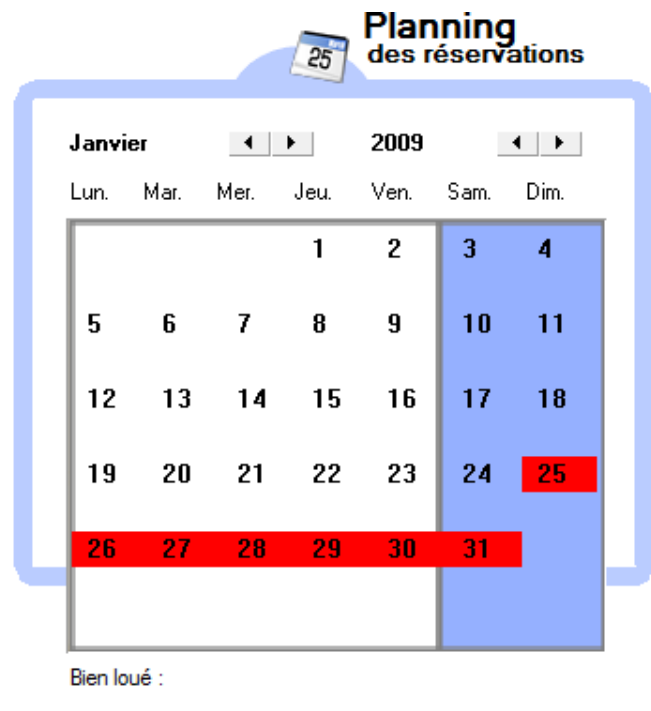 Planning
des réservations
25
Janvier 2009
Lun. Mar. Mer. Jeu. Ven. Sam. Dim.
1 2 3 4
5 6 7 8 9 10 11
12 13 14 15 16 17 18
19 20 21 22 23 24 25
26 27 28 29 30 31
Bien loué :